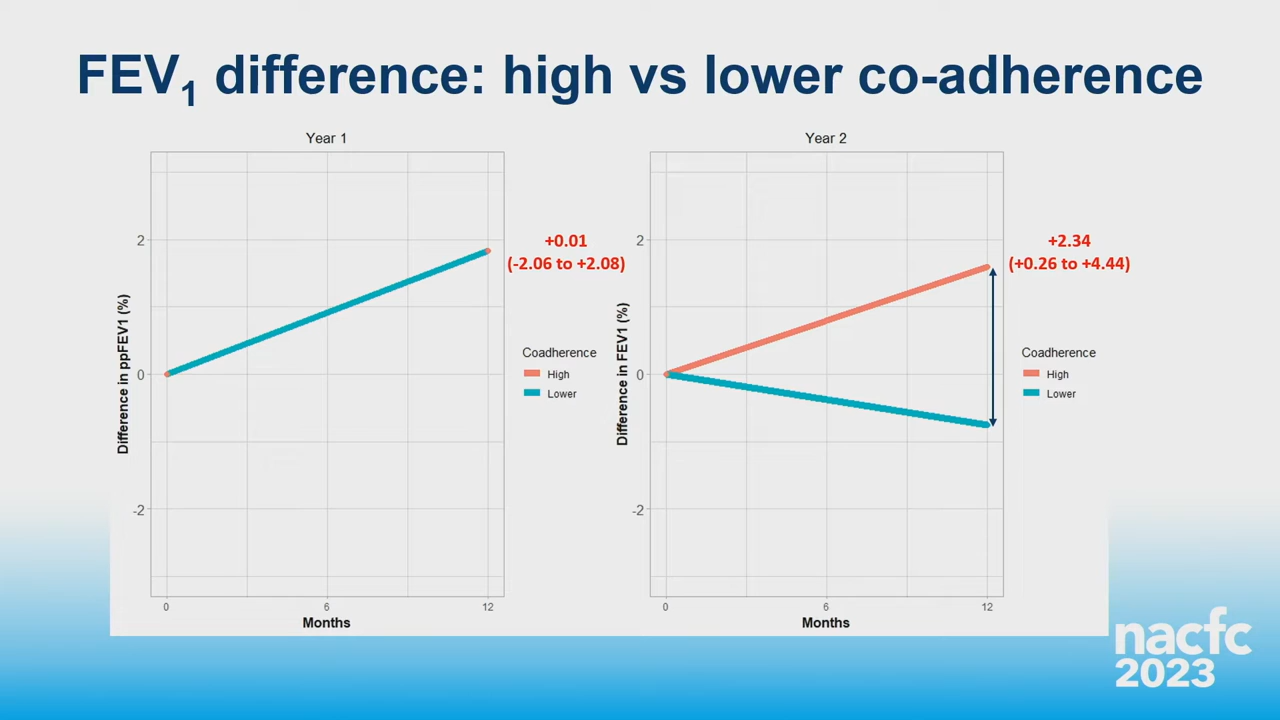 FEV1 difference: high vs lower co-adherence
Year 1
Difference in ppFEV1 (%)
2
0
-2
0 6 12
Months
+0.01
(-2.06 to +2.08)
Coadherence
High
Lower
Year 2
Difference in FEV1 (%)
2
0
-2
0 6 12
Months
+2.34
(+0.26 to +4.44)
Coadherence
High
Lower
nacfc
2023